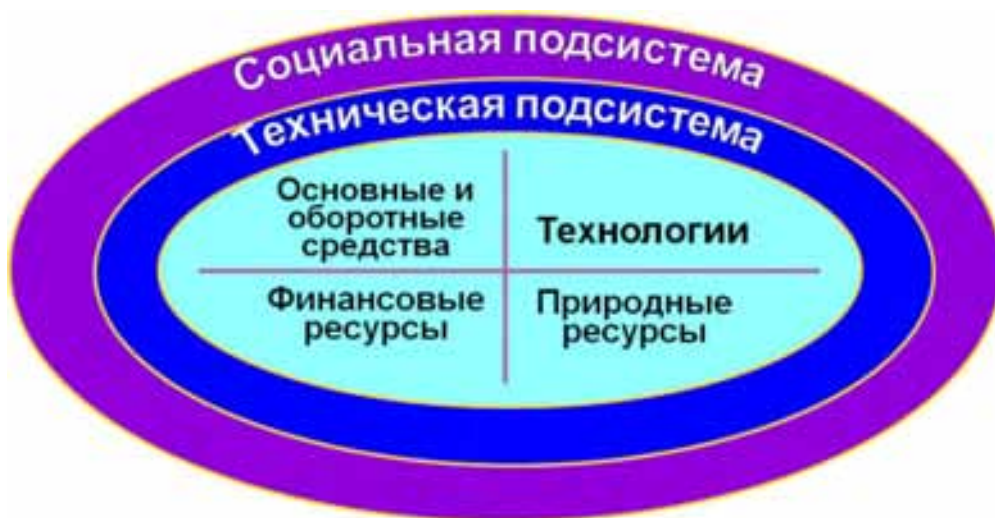 Социальная подсистема
Техническая подсистема
Основные и
оборотные
средства
Технологии
Финансовые
ресурсы
Природные
ресурсы